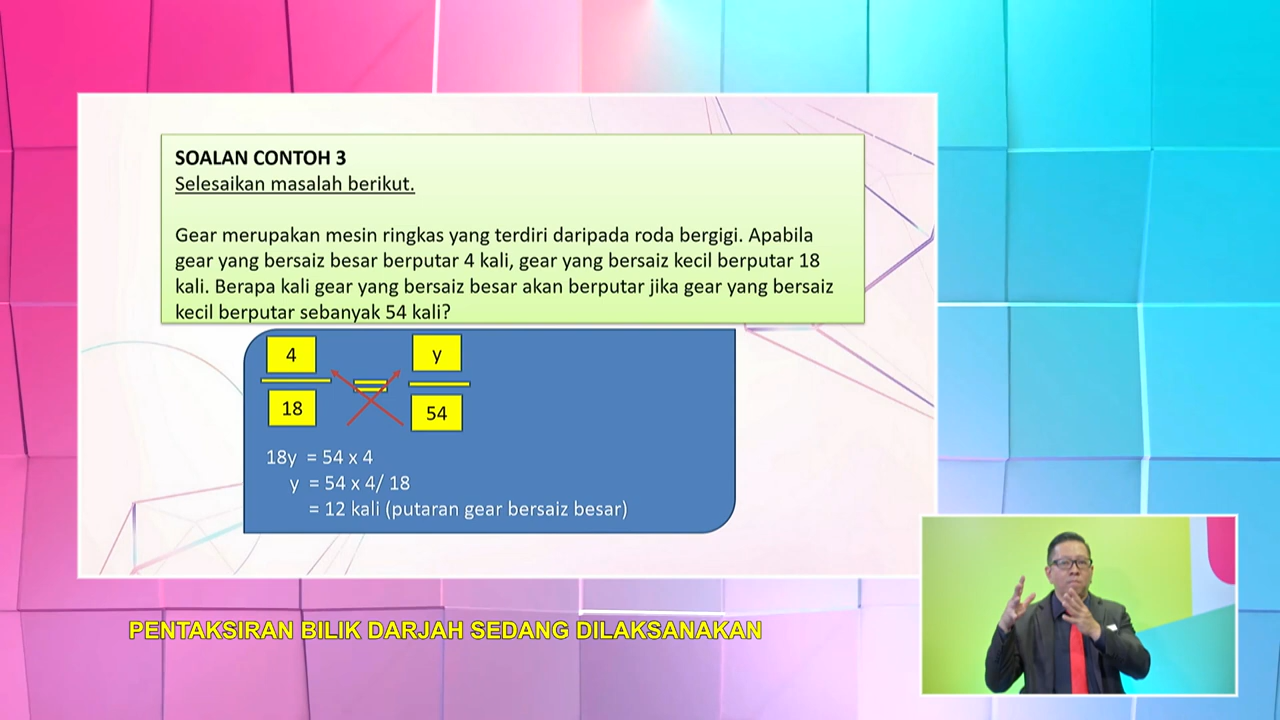 SOALAN CONTOH 3
Selesaikan masalah berikut.
Gear merupakan mesin ringkas yang terdiri daripada roda bergigi. Apabila
gear yang bersaiz besar berputar 4 kali, gear yang bersaiz kecil berputar 18
kali. Berapa kali gear yang bersaiz besar akan berputar jika gear yang bersaiz
kecil berputar sebanyak 54 kali?
4 = y
18 54
18y = 54 x 4
y = 54 x 4/ 18
= 12 kali (putaran gear bersaiz besar)
PENTAKSIRAN BILIK DARJAH SEDANG DILAKSANAKAN